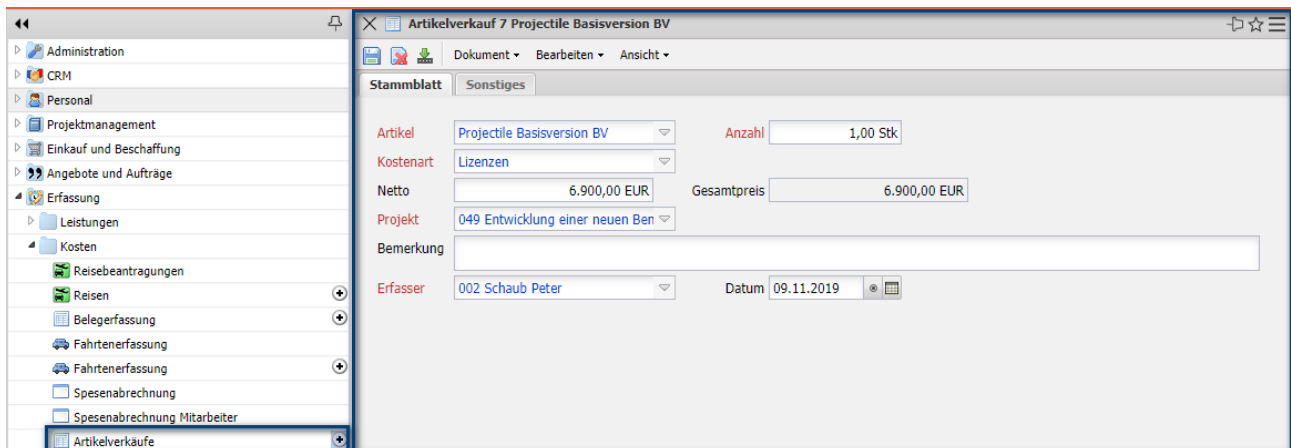 Artikelverkauf 7 Projectile Basisversion BV
Administration
CRM
Personal
Projektmanagement
Einkauf und Beschaffung
Angebote und Aufträge
Erfassung
Leistungen
Kosten
Reisebeantragungen
Reisen
Belegerfassung
Fahrtenerfassung
Fahrtenerfassung
Spesenabrechnung
Spesenabrechnung Mitarbeiter
Artikelverkäufe
Dokument Bearbeiten Ansicht
Stammblatt Sonstiges
Artikel Projectile Basisversion BV Anzahl 1,00 Stk
Kostenart Lizenzen
Netto 6.900,00 EUR Gesamtpreis 6.900,00 EUR
Projekt 049 Entwicklung einer neuen Ben
Bemerkung
Erfasser 002 Schaub Peter Datum 09.11.2019